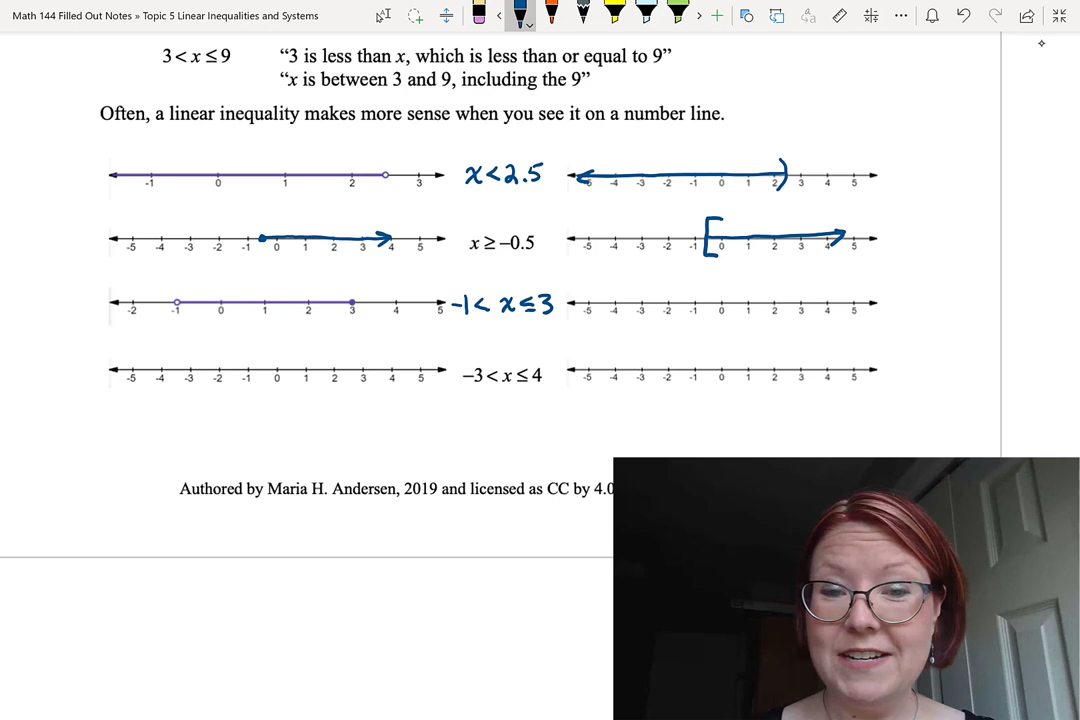 Math 144 Filled Out Notes » Topic 5 Linear Inequalities and Systems
3 < x ≤ 9 “3 is less than x, which is less than or equal to 9”
“x is between 3 and 9, including the 9”
Often, a linear inequality makes more sense when you see it on a number line.
-1 0 1 2 3 x < 2.5 -4 -3 -2 -1 0 1 2 3 4 5
-5 -4 -3 -2 -1 0 1 2 3 4 5 x ≥ −0.5 -5 -4 -3 -2 -1 0 1 2 3 4 5
-2 -1 0 1 2 3 4 5 -1 < x ≤ 3 -5 -4 -3 -2 -1 0 1 2 3 4 5
-5 -4 -3 -2 -1 0 1 2 3 4 5 −3 < x ≤ 4 -5 -4 -3 -2 -1 0 1 2 3 4 5
Authored by Maria H. Andersen, 2019 and licensed as CC by 4.0